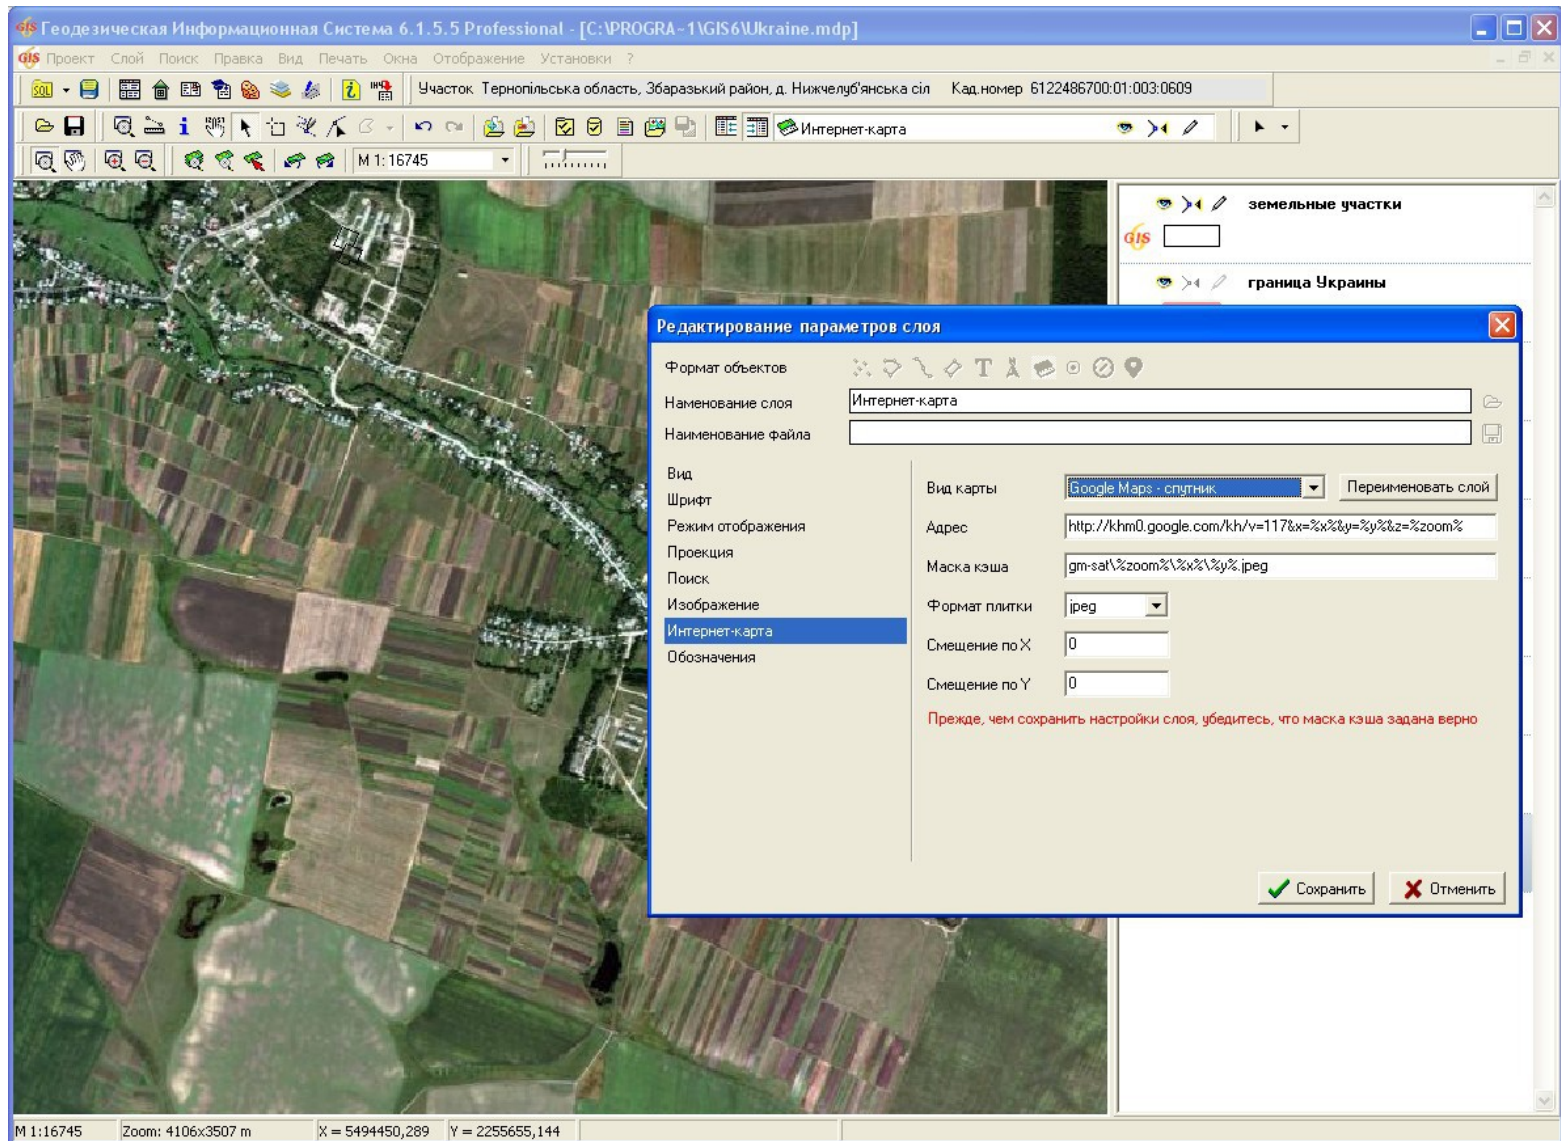 GIS Геодезическая Информационная Система 6.1.5.5 Professional - [C:\PROGRA~1\GIS6\Ukraine.mdp]
GIS Проект Слой Поиск Правка Вид Печать Окна Отображение Установки ?
SQL Участок Тернопільська область, Збаразький район, д. Нижчелуб'янська сіл Кад.номер 6122486700:01:003:0609
Интернет-карта
M 1: 16745
земельные участки
GIS
граница Украины
Редактирование параметров слоя
Формат объектов
Наменование слоя Интернет-карта
Наименование файла
Вид
Шрифт
Режим отображения
Проекция
Поиск
Изображение
Интернет-карта
Обозначения
Вид карты Google Maps - спутник Переименовать слой
Адрес http://khm0.google.com/kh/v=117&x=%x%&y=%y%&z=%zoom%
Маска кэша gm-sat\%zoom%\%x%\%y%.jpeg
Формат плитки jpeg
Смещение по X 0
Смещение по Y 0
Прежде, чем сохранить настройки слоя, убедитесь, что маска кэша задана верно
Сохранить Отменить
M 1:16745 Zoom: 4106x3507 m X = 5494450,289 Y = 2255655,144